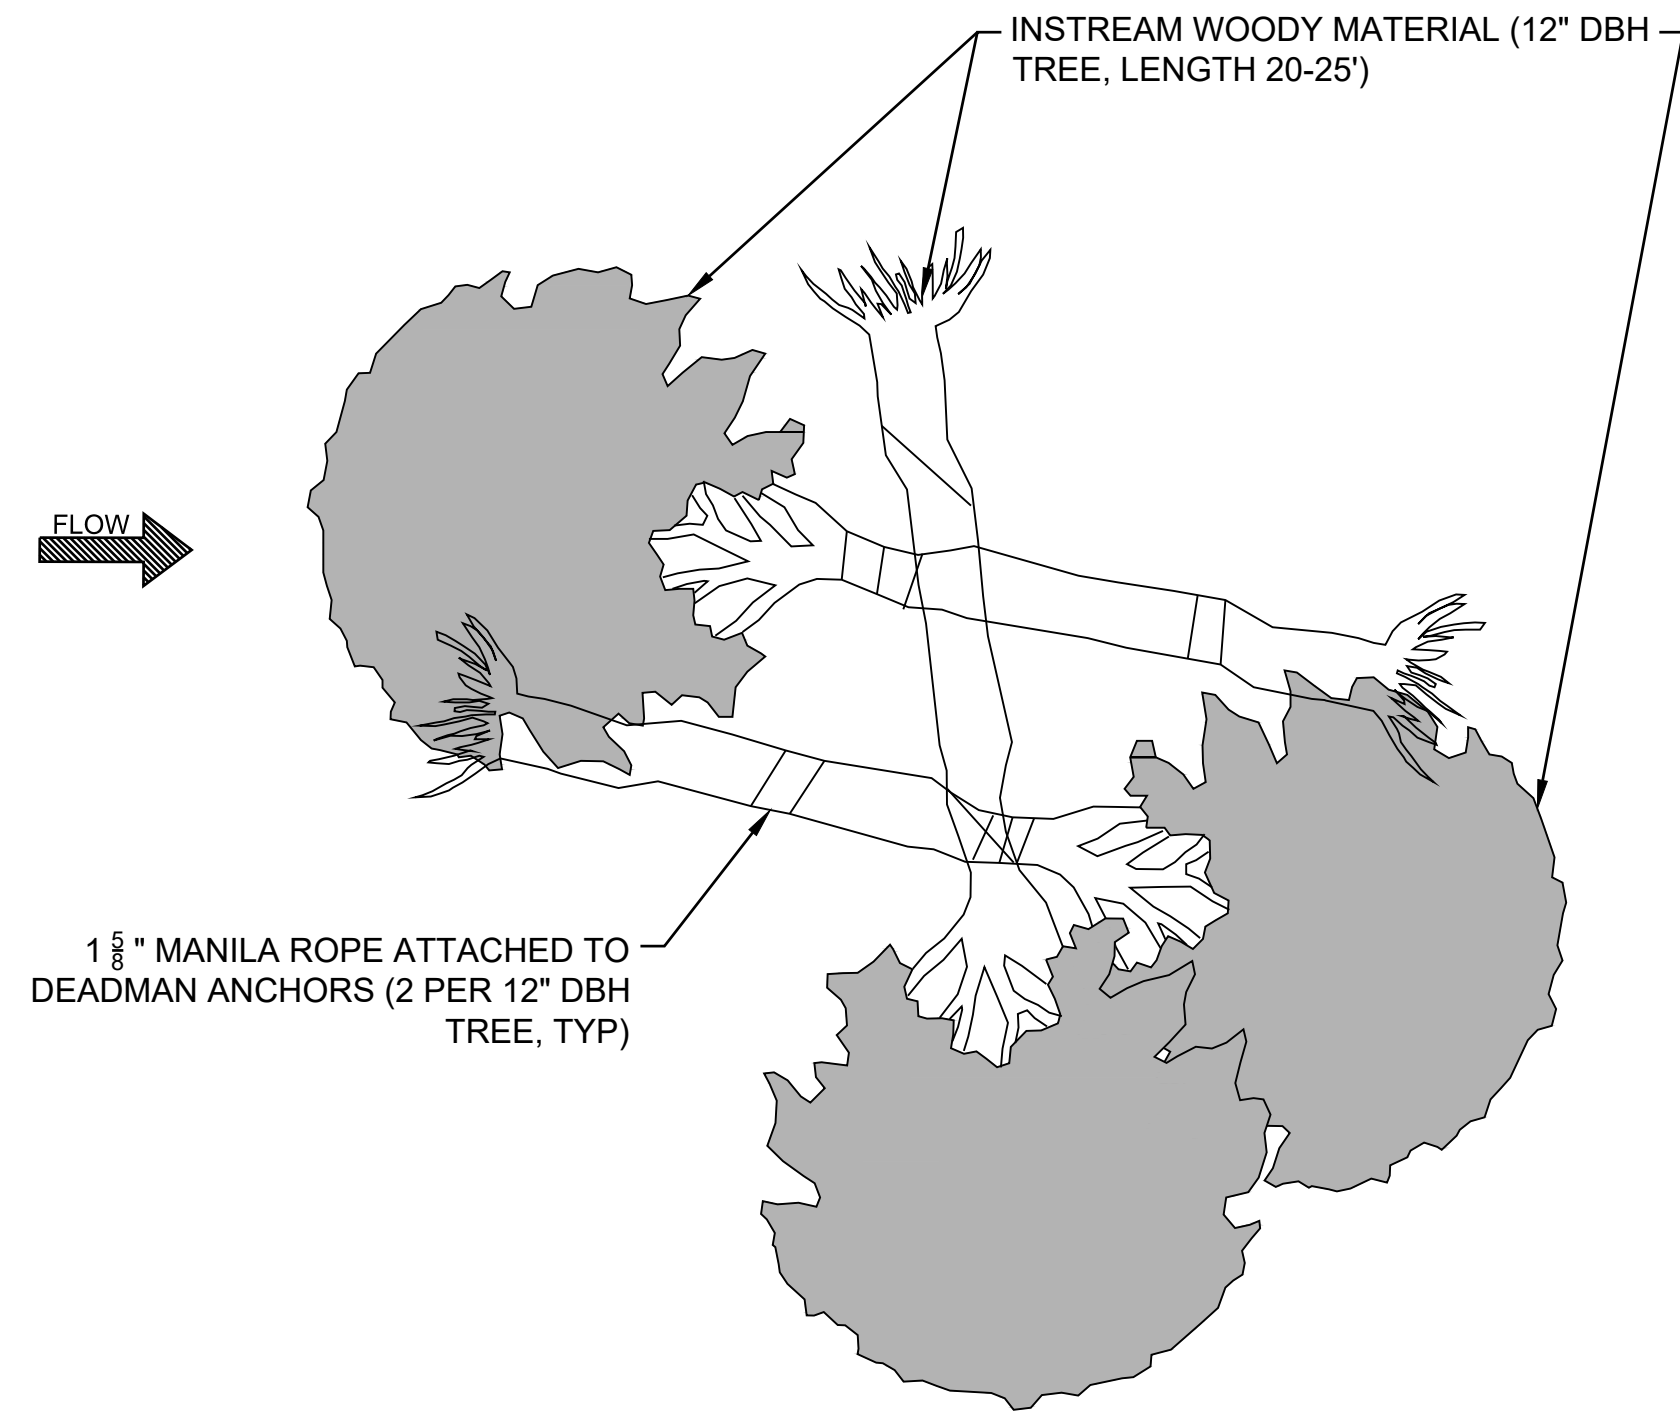 INSTREAM WOODY MATERIAL (12" DBH
TREE, LENGTH 20-25')
FLOW
1 5/8 " MANILA ROPE ATTACHED TO
DEADMAN ANCHORS (2 PER 12" DBH
TREE, TYP)